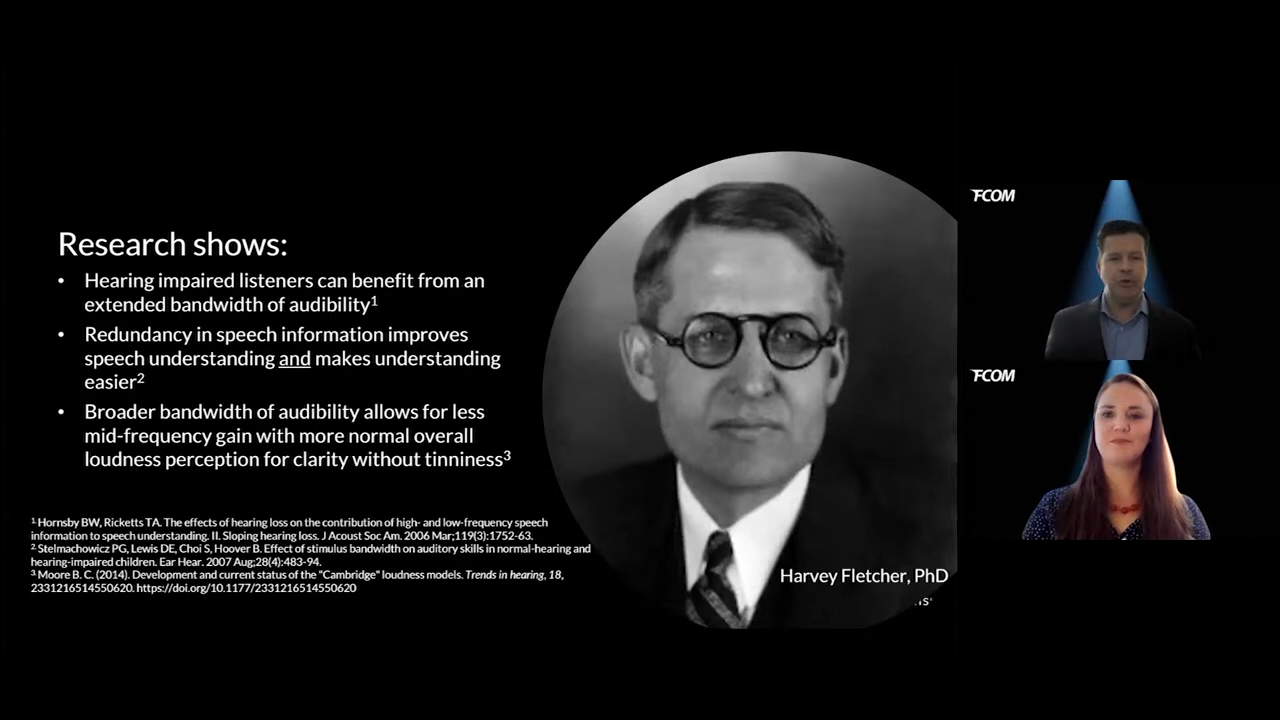 Research shows:
• Hearing impaired listeners can benefit from an
extended bandwidth of audibility¹
• Redundancy in speech information improves
speech understanding and makes understanding
easier²
• Broader bandwidth of audibility allows for less
mid-frequency gain with more normal overall
loudness perception for clarity without tinniness³
¹ Hornsby BW, Ricketts TA. The effects of hearing loss on the contribution of high- and low-frequency speech
information to speech understanding. II. Sloping hearing loss. J Acoust Soc Am. 2006 Mar;119(3):1752-63.
² Stelmachowicz PG, Lewis DE, Choi S, Hoover B. Effect of stimulus bandwidth on auditory skills in normal-hearing and
hearing-impaired children. Ear Hear. 2007 Aug;28(4):483-94.
³ Moore B. C. (2014). Development and current status of the "Cambridge" loudness models. Trends in hearing, 18,
2331216514550620. https://doi.org/10.1177/2331216514550620
Harvey Fletcher, PhD
FCOM
FCOM